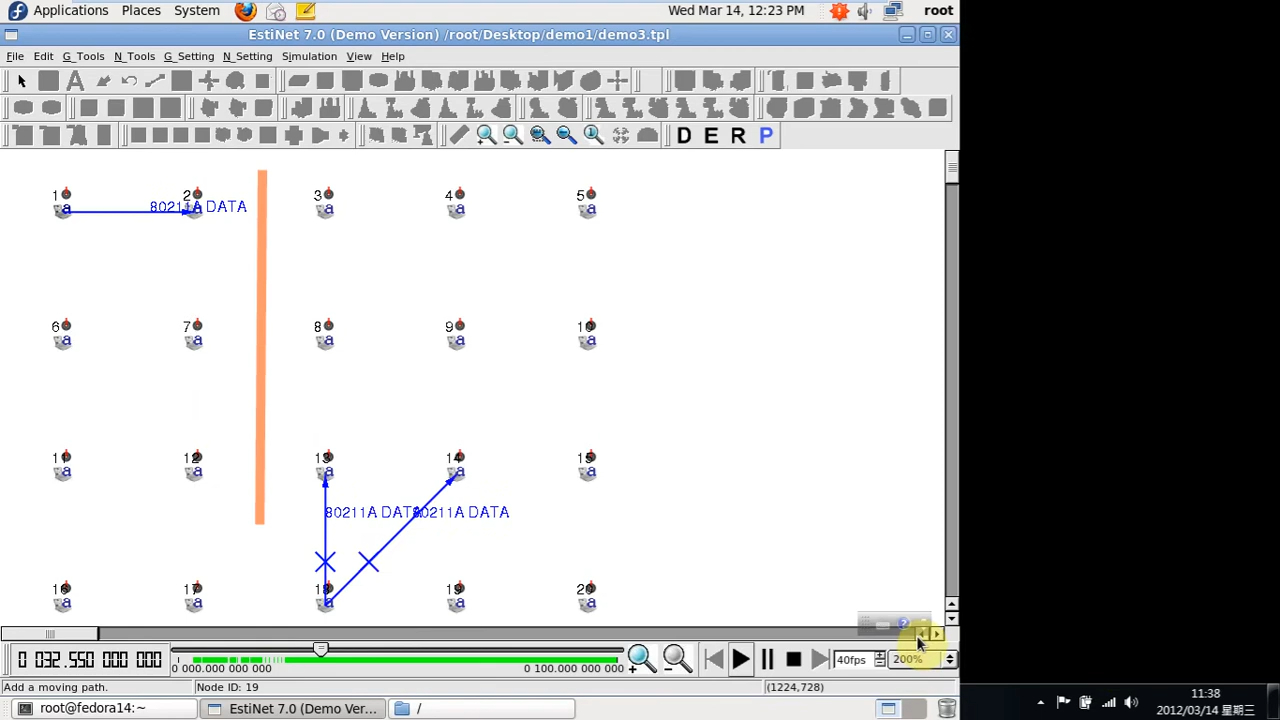 Applications Places System Wed Mar 14, 12:23 PM root
EstiNet 7.0 (Demo Version) /root/Desktop/demo1/demo3.tpl
File Edit G_Tools N_Tools G_Setting N_Setting Simulation View Help
A
D E R P
1 2 3 4 5
a a a a a
80211A DATA
6 7 8 9 10
a a a a a
11 12 13 14 15
a a a a a
80211A DATA 80211A DATA
16 17 18 19 20
a a a a a
0 032.550 000 000
0 000.000 000 000 0 100.000 000 000
40fps 200%
Add a moving path. Node ID: 19 (1224,728)
root@fedora14:~ EstiNet 7.0 (Demo Ver... /
11:38
2012/03/14 星期三